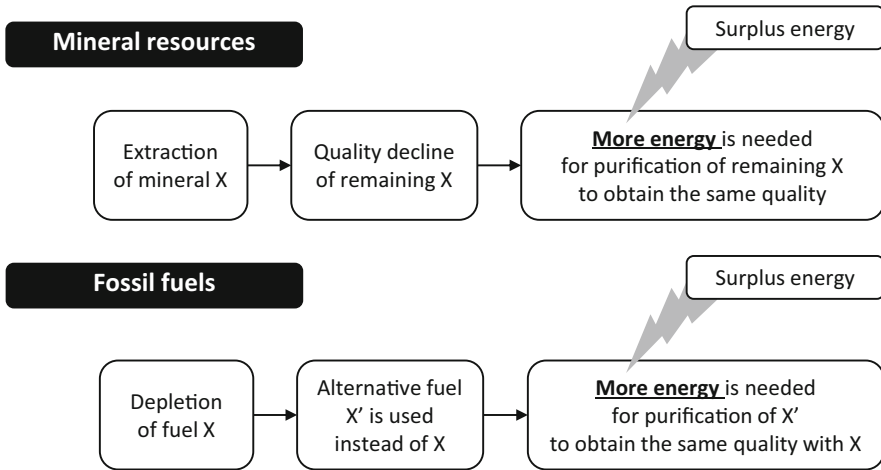 Mineral resources
Surplus energy
Extraction
of mineral X
Quality decline
of remaining X
More energy is needed
for purification of remaining X
to obtain the same quality
Fossil fuels
Surplus energy
Depletion
of fuel X
Alternative fuel
X’ is used
instead of X
More energy is needed
for purification of X’
to obtain the same quality with X